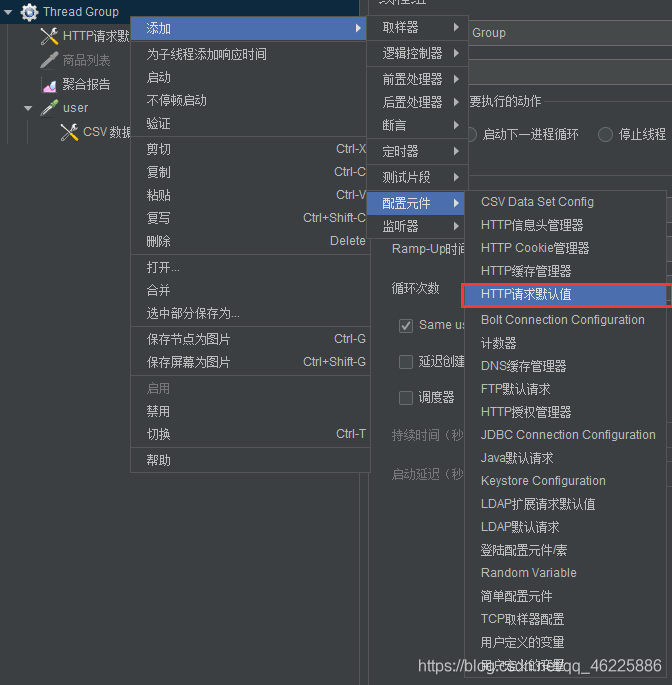 Thread Group
HTTP请求默
商品列表
聚合报告
user
CSV 数据
添加
为子线程添加响应时间
启动
不停顿启动
验证
剪切 Ctrl-X
复制 Ctrl-C
粘贴 Ctrl-V
复写 Ctrl+Shift-C
删除 Delete
打开...
合并
选中部分保存为...
保存节点为图片 Ctrl-G
保存屏幕为图片 Ctrl+Shift-G
启用
禁用
切换 Ctrl-T
帮助
取样器
逻辑控制器
前置处理器
后置处理器
断言
定时器
测试片段
配置元件
监听器
Group
要执行的动作
启动下一进程循环 停止线程
Ramp-Up时间
循环次数
Same us
延迟创建
调度器
持续时间（秒
启动延迟（秒
CSV Data Set Config
HTTP信息头管理器
HTTP Cookie管理器
HTTP缓存管理器
HTTP请求默认值
Bolt Connection Configuration
计数器
DNS缓存管理器
FTP默认请求
HTTP授权管理器
JDBC Connection Configuration
Java默认请求
Keystore Configuration
LDAP扩展请求默认值
LDAP默认请求
登陆配置元件/素
Random Variable
简单配置元件
TCP取样器配置
用户定义的变量
https://blog.csdn.net/qq_46225886